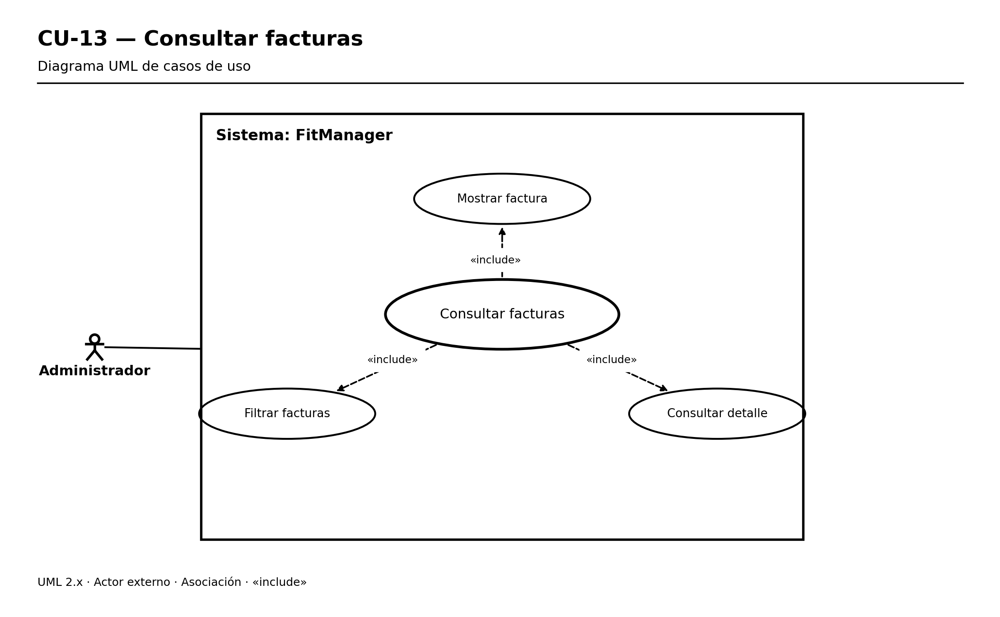 CU-13 — Consultar facturas
Diagrama UML de casos de uso
Sistema: FitManager
Mostrar factura
«include»
Consultar facturas
«include»
«include»
Administrador
Filtrar facturas
Consultar detalle
UML 2.x · Actor externo · Asociación · «include»